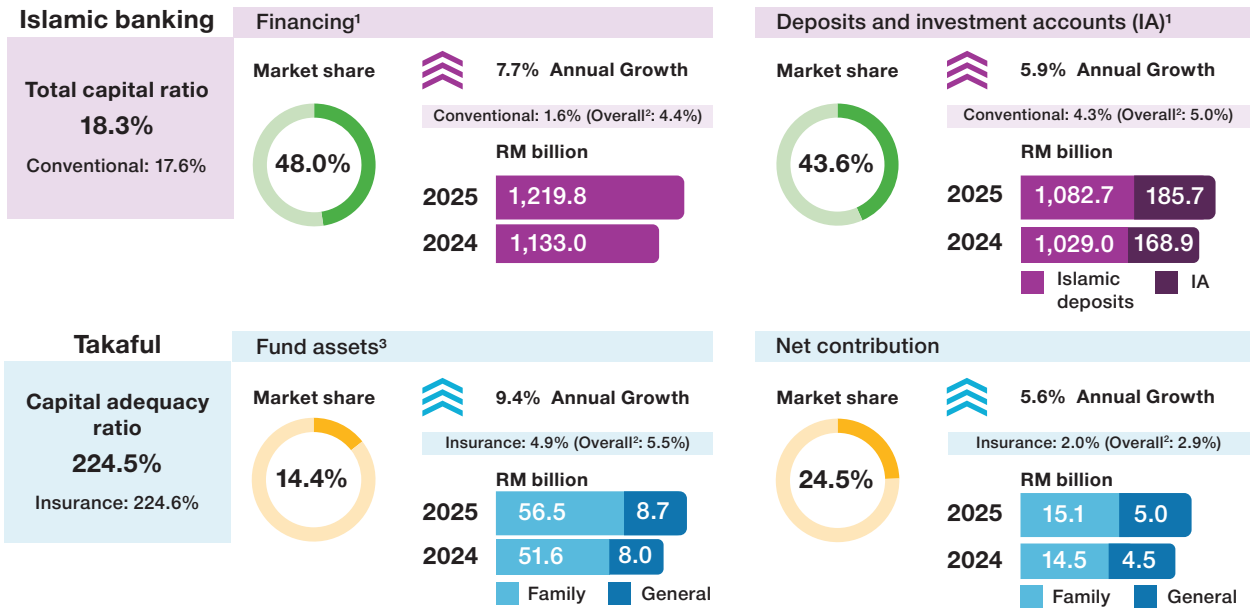 Islamic banking
Total capital ratio
18.3%
Conventional: 17.6%
Financing¹
Market share
48.0%
7.7% Annual Growth
Conventional: 1.6% (Overall²: 4.4%)
RM billion
2025 1,219.8
2024 1,133.0
Deposits and investment accounts (IA)¹
Market share
43.6%
5.9% Annual Growth
Conventional: 4.3% (Overall²: 5.0%)
RM billion
2025 1,082.7 185.7
2024 1,029.0 168.9
Islamic deposits IA
Takaful
Capital adequacy
ratio
224.5%
Insurance: 224.6%
Fund assets³
Market share
14.4%
9.4% Annual Growth
Insurance: 4.9% (Overall²: 5.5%)
RM billion
2025 56.5 8.7
2024 51.6 8.0
Family General
Net contribution
Market share
24.5%
5.6% Annual Growth
Insurance: 2.0% (Overall²: 2.9%)
RM billion
2025 15.1 5.0
2024 14.5 4.5
Family General